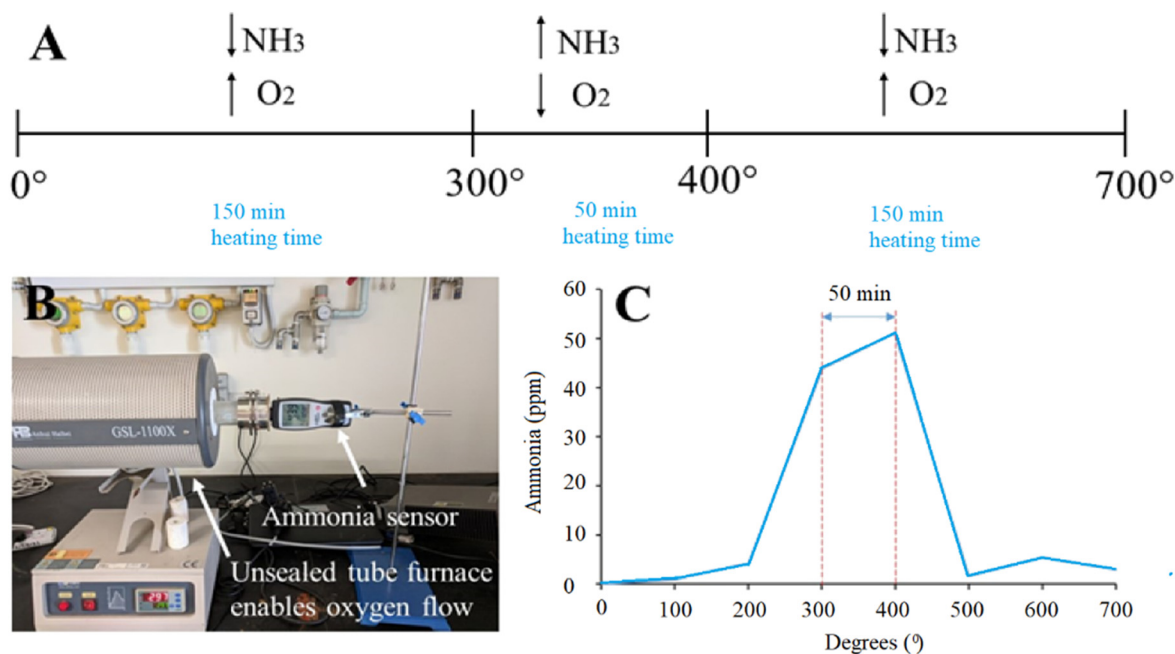 A
↓ NH3
↑ O2
↑ NH3
↓ O2
↓ NH3
↑ O2
0°
300°
400°
700°
150 min
heating time
50 min
heating time
150 min
heating time
B
GSL-1100X
Ammonia sensor
Unsealed tube furnace
enables oxygen flow
297
C
50 min
Ammonia (ppm)
60
50
40
30
20
10
0
0
100
200
300
400
500
600
700
Degrees (⁰)